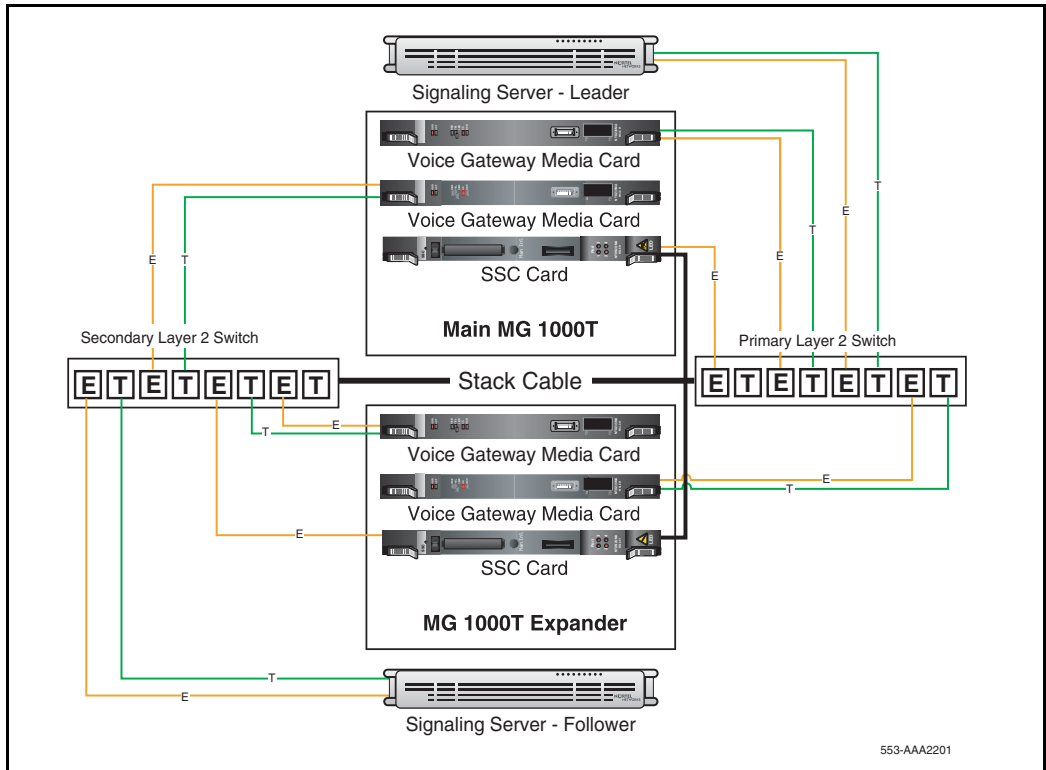 Signaling Server - Leader
Voice Gateway Media Card
T
E
Voice Gateway Media Card
T
E
E
T
E
SSC Card
Main MG 1000T
Secondary Layer 2 Switch
Primary Layer 2 Switch
E T E T E T E T
Stack Cable
E T E T E T E T
E
T
Voice Gateway Media Card
E
T
Voice Gateway Media Card
E
SSC Card
MG 1000T Expander
T
E
Signaling Server - Follower
553-AAA2201